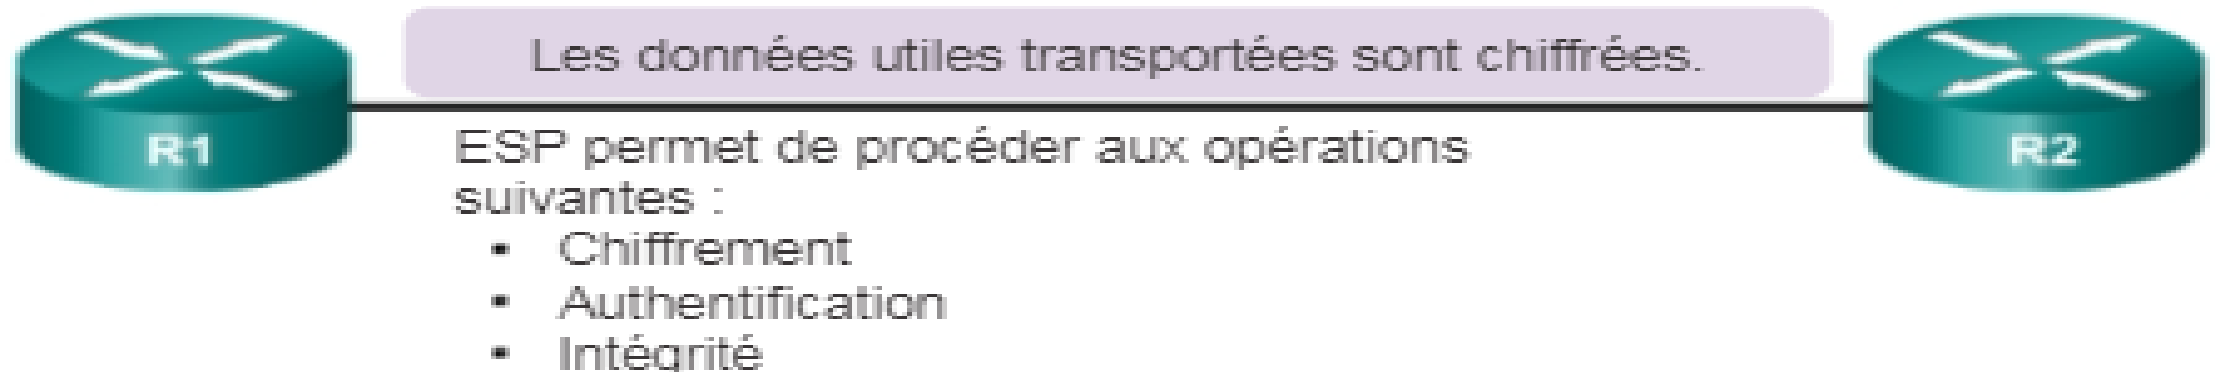 Les données utiles transportées sont chiffrées.
R1
R2
ESP permet de procéder aux opérations
suivantes :
• Chiffrement
• Authentification
• Intégrité